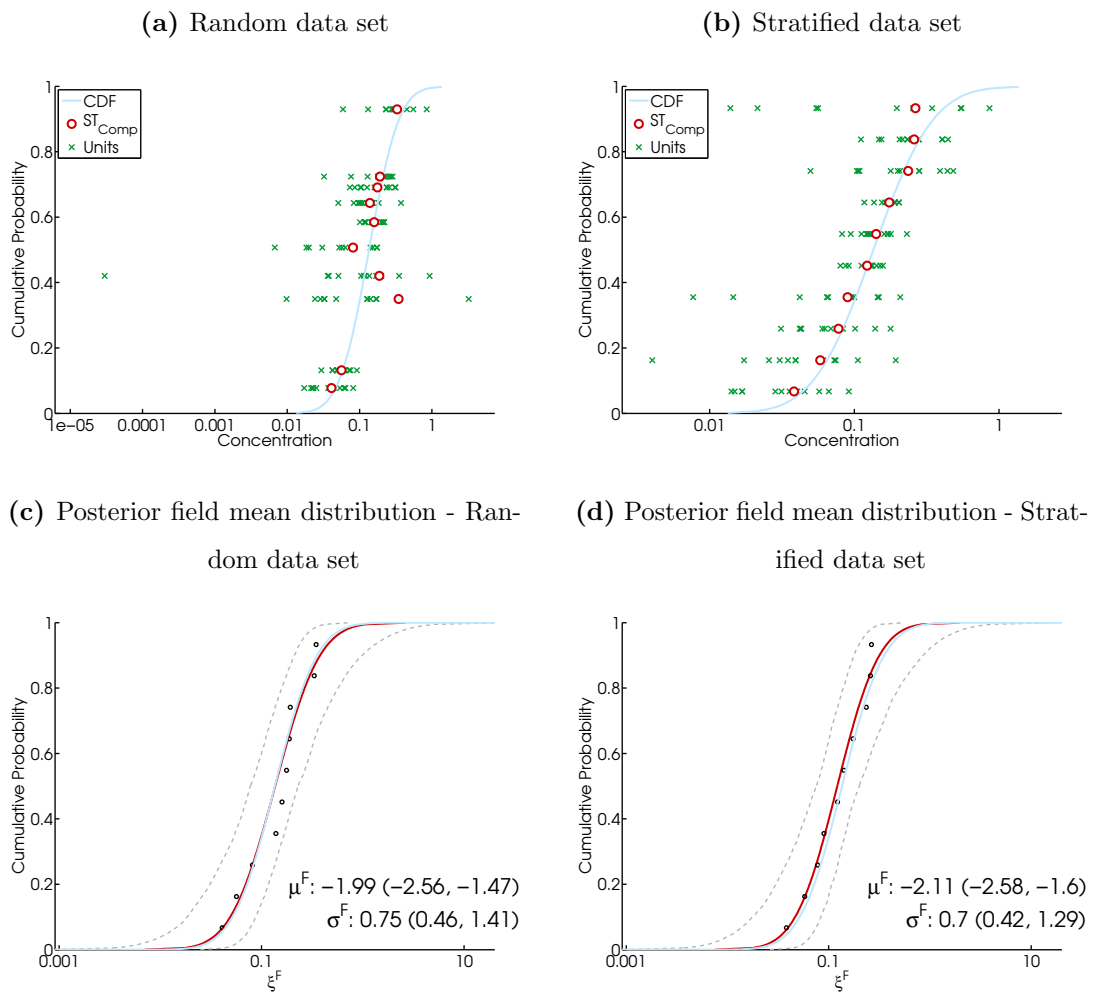 (a) Random data set
(b) Stratified data set
1
0.8
0.6
0.4
0.2
0
Cumulative Probability
CDF
ST_Comp
Units
1e−05
0.0001
0.001
0.01
0.1
1
Concentration
1
0.8
0.6
0.4
0.2
0
Cumulative Probability
CDF
ST_Comp
Units
0.01
0.1
1
Concentration
(c) Posterior field mean distribution - Ran-
dom data set
(d) Posterior field mean distribution - Strat-
ified data set
1
0.8
0.6
0.4
0.2
0
Cumulative Probability
μ^F: −1.99 (−2.56, −1.47)
σ^F: 0.75 (0.46, 1.41)
0.001
0.1
10
ξ^F
1
0.8
0.6
0.4
0.2
0
Cumulative Probability
μ^F: −2.11 (−2.58, −1.6)
σ^F: 0.7 (0.42, 1.29)
0.001
0.1
10
ξ^F